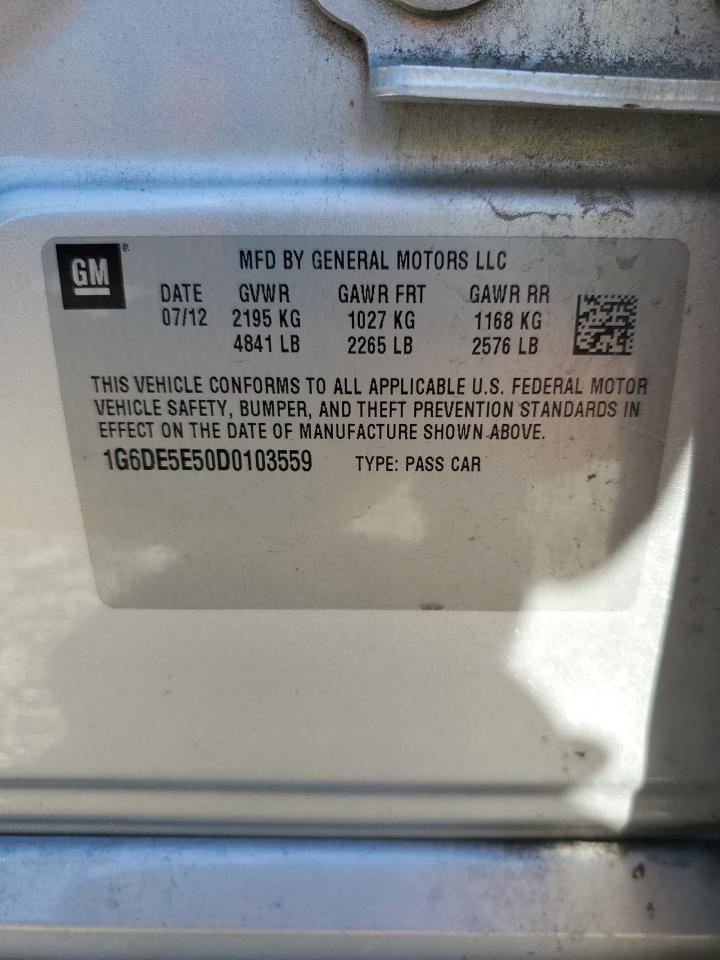 GM®
MFD BY GENERAL MOTORS LLC
DATE GVWR GAWR FRT GAWR RR
07/12 2195 KG 1027 KG 1168 KG
4841 LB 2265 LB 2576 LB
THIS VEHICLE CONFORMS TO ALL APPLICABLE U.S. FEDERAL MOTOR
VEHICLE SAFETY, BUMPER, AND THEFT PREVENTION STANDARDS IN
EFFECT ON THE DATE OF MANUFACTURE SHOWN ABOVE.
1G6DE5E50D0103559 TYPE: PASS CAR